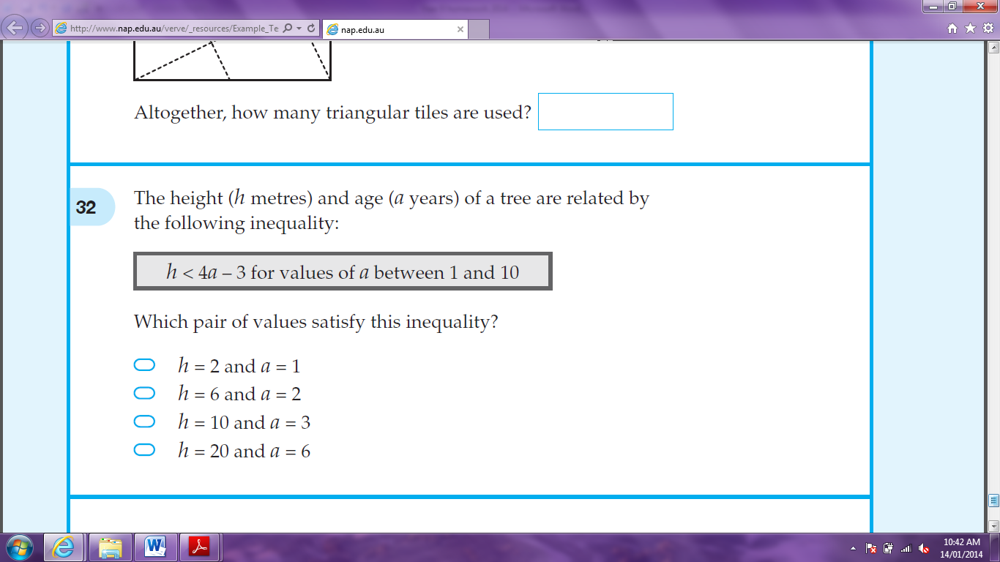 http://www.nap.edu.au/verve/_resources/Example_Te
nap.edu.au
Altogether, how many triangular tiles are used?
32
The height (h metres) and age (a years) of a tree are related by
the following inequality:
h < 4a – 3 for values of a between 1 and 10
Which pair of values satisfy this inequality?
h = 2 and a = 1
h = 6 and a = 2
h = 10 and a = 3
h = 20 and a = 6
10:42 AM
14/01/2014